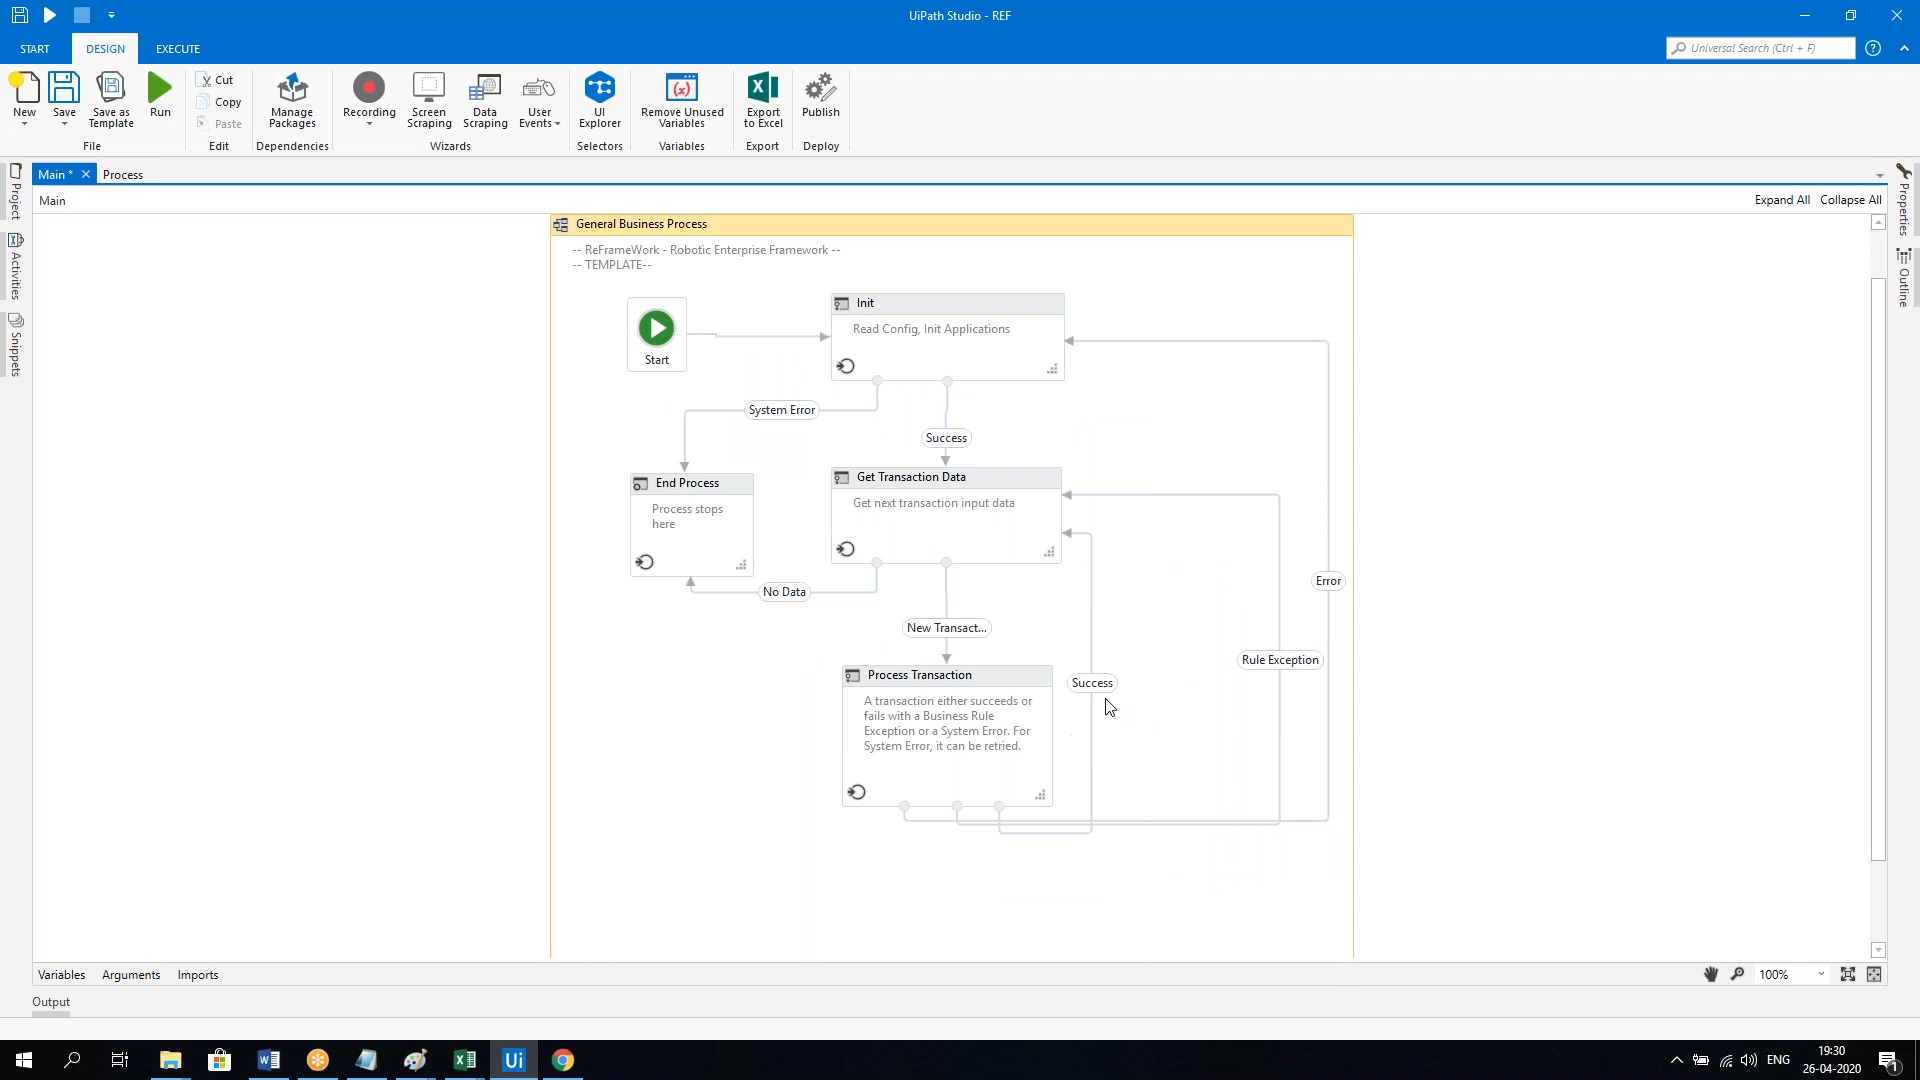 UiPath Studio - REF
START
DESIGN
EXECUTE
Universal Search (Ctrl + F)
New
Save
Save as
Template
Run
Cut
Copy
Paste
Manage
Packages
Recording
Screen
Scraping
Data
Scraping
User
Events
UI
Explorer
Remove Unused
Variables
Export
to Excel
Publish
File
Edit
Dependencies
Wizards
Selectors
Variables
Export
Deploy
Main *
Process
Main
Expand All
Collapse All
Project
Activities
Snippets
Properties
Outline
General Business Process
-- ReFrameWork - Robotic Enterprise Framework --
-- TEMPLATE--
Start
Init
Read Config, Init Applications
System Error
Success
End Process
Process stops
here
Get Transaction Data
Get next transaction input data
No Data
New Transact...
Error
Rule Exception
Success
Process Transaction
A transaction either succeeds or
fails with a Business Rule
Exception or a System Error. For
System Error, it can be retried.
Variables
Arguments
Imports
100%
Output
Ui
ENG
19:30
26-04-2020
1